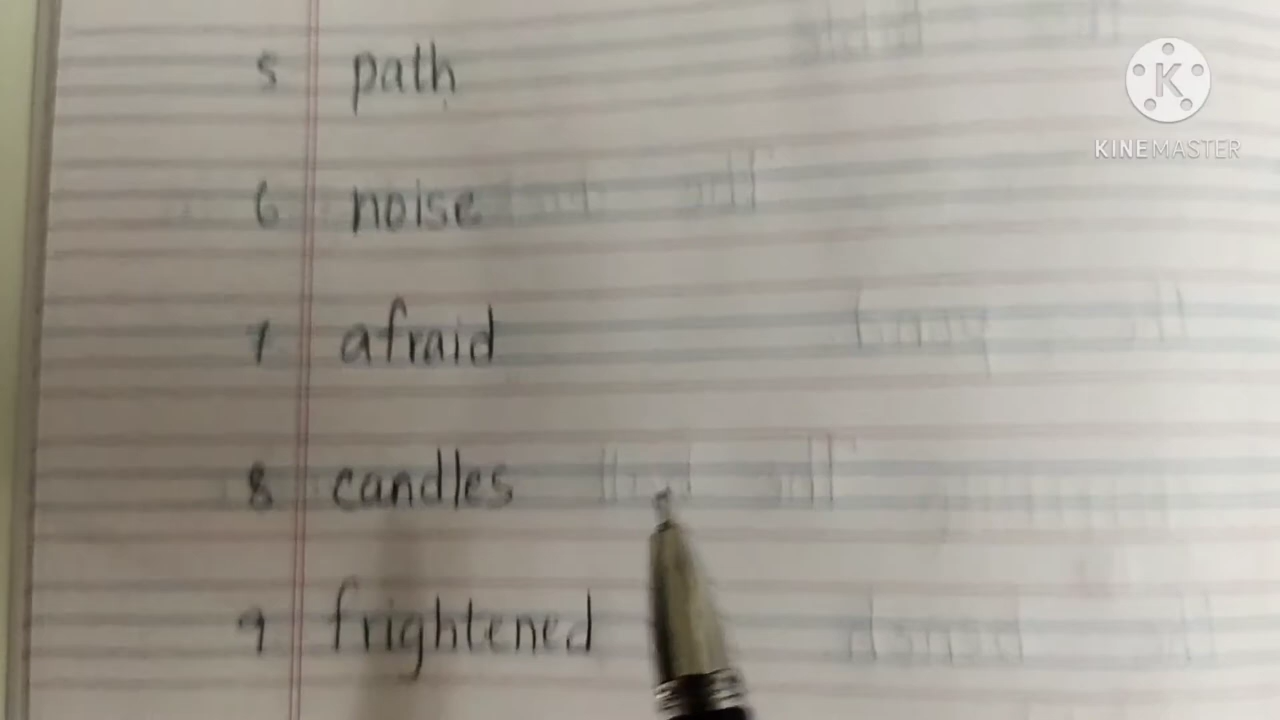 5 path
6 noise
7 afraid
8 candles
9 frightened
K
KINEMASTER